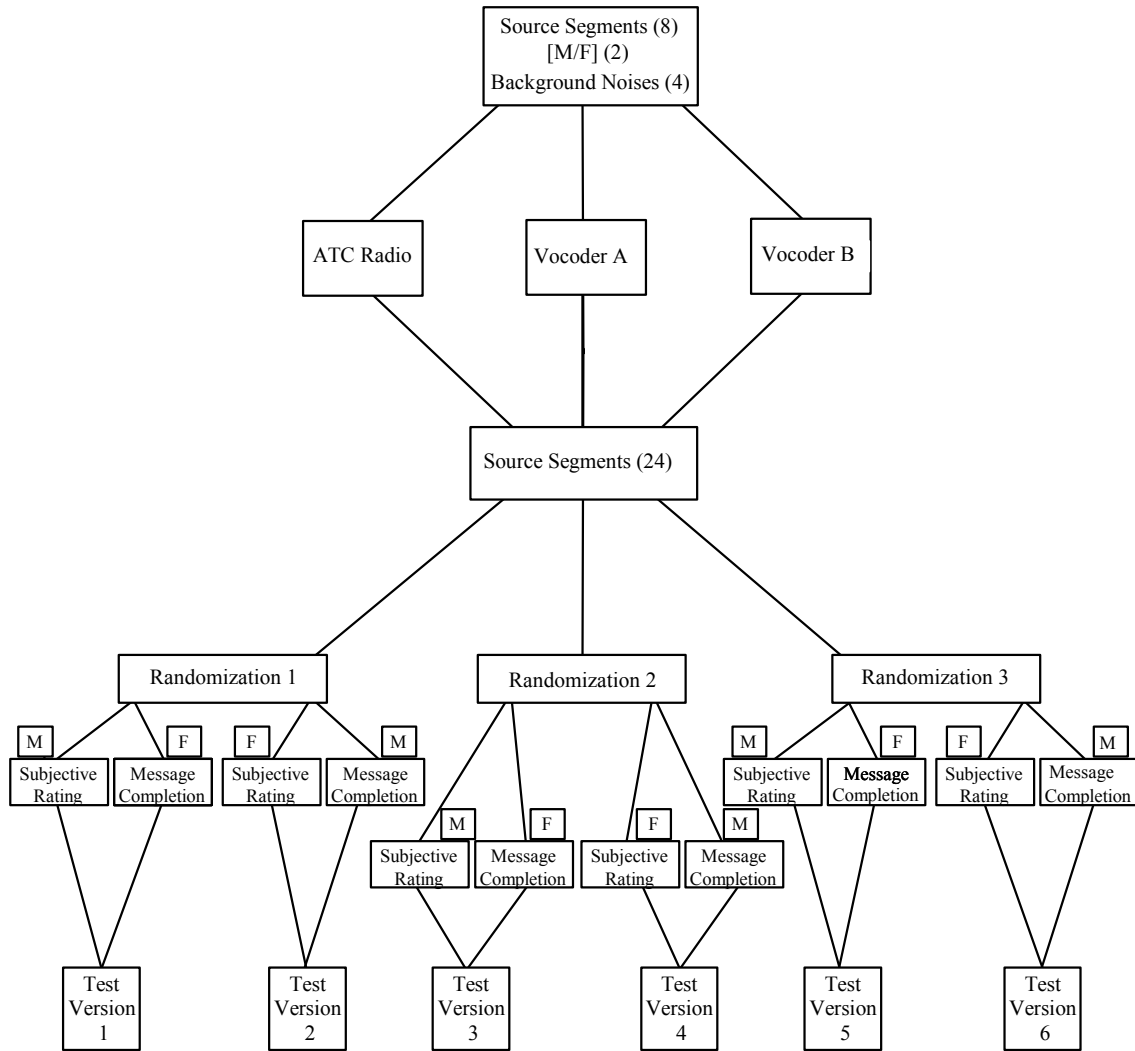 Source Segments (8)
[M/F] (2)
Background Noises (4)
ATC Radio
Vocoder A
Vocoder B
Source Segments (24)
Randomization 1
Randomization 2
Randomization 3
M
F
F
M
Subjective
Rating
Message
Completion
Subjective
Rating
Message
Completion
M
F
F
M
Subjective
Rating
Message
Completion
Subjective
Rating
Message
Completion
M
F
F
M
Subjective
Rating
Message
Completion
Subjective
Rating
Message
Completion
Test
Version
1
Test
Version
2
Test
Version
3
Test
Version
4
Test
Version
5
Test
Version
6